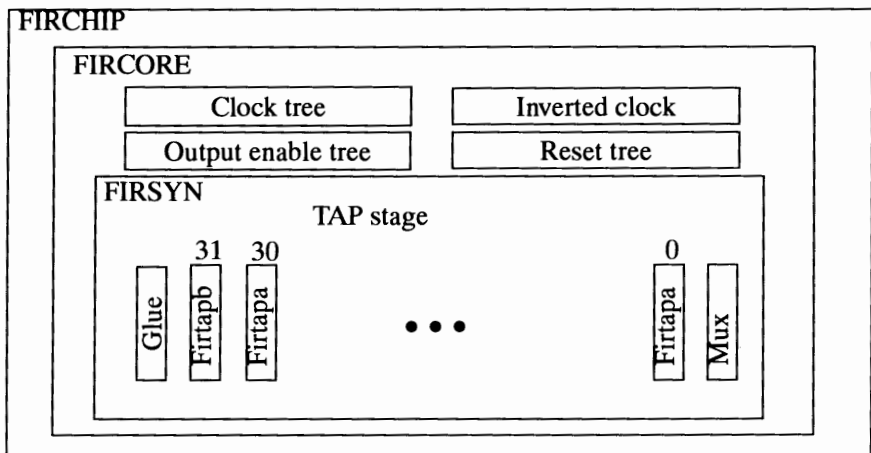 FIRCHIP
FIRCORE
Clock tree
Inverted clock
Output enable tree
Reset tree
FIRSYN
TAP stage
31 30 0
Glue
Firtapb
Firtapa
Firtapa
Mux